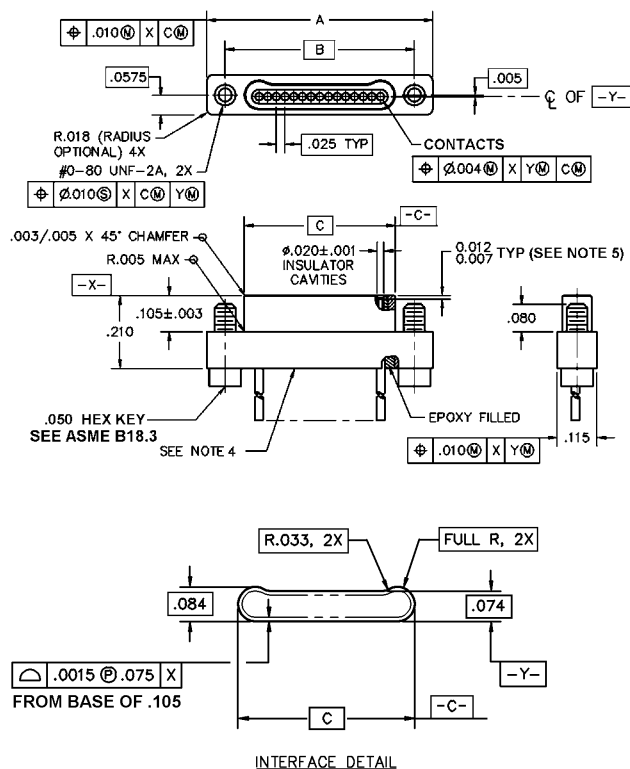 A
⌖ .010Ⓜ X CⓂ
B
.0575
.005
℄ OF -Y-
R.018 (RADIUS
OPTIONAL) 4X
.025 TYP
CONTACTS
#0-80 UNF-2A, 2X
⌖ Ø.004Ⓜ X YⓂ CⓂ
⌖ Ø.010Ⓢ X CⓂ YⓂ
C
-C-
.003/.005 X 45° CHAMFER
Ø.020±.001
INSULATOR
CAVITIES
0.012
0.007 TYP (SEE NOTE 5)
R.005 MAX
-X-
.105±.003
.210
.080
.050 HEX KEY
SEE ASME B18.3
SEE NOTE 4
EPOXY FILLED
.115
⌖ .010Ⓜ X YⓂ
R.033, 2X
FULL R, 2X
.084
.074
-Y-
⌓ .0015 Ⓟ .075 X
FROM BASE OF .105
C
-C-
INTERFACE DETAIL